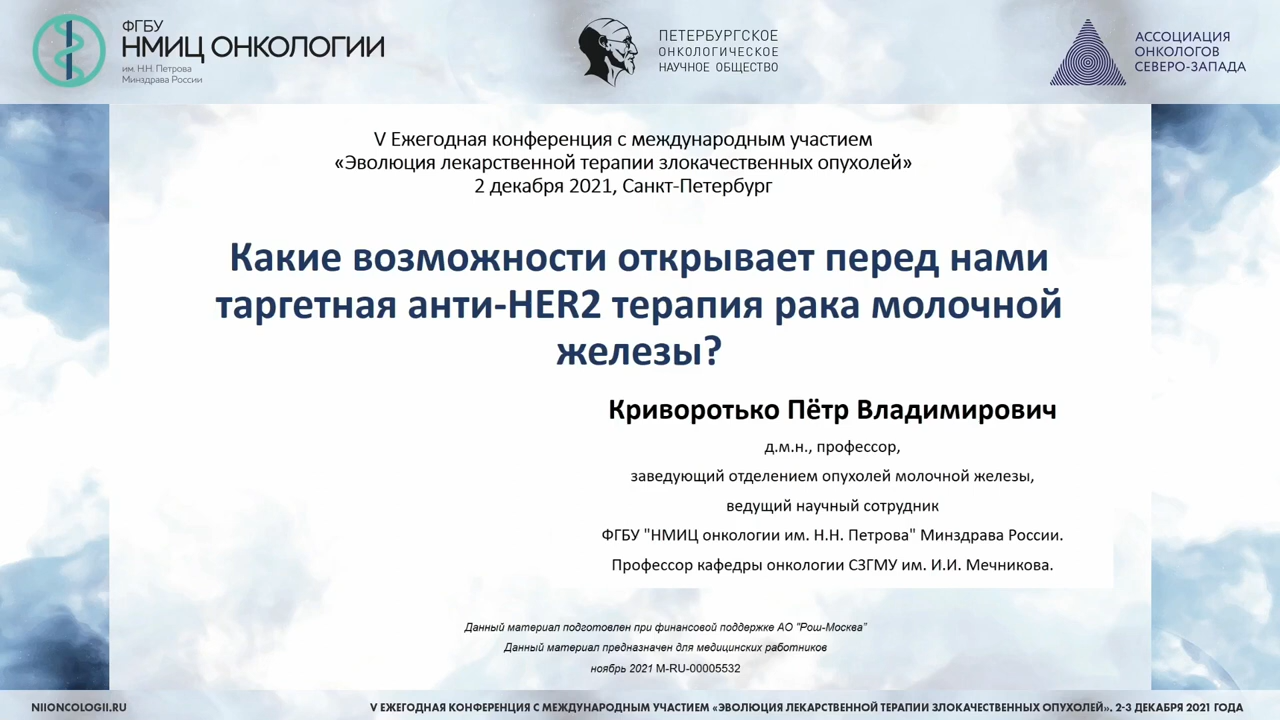 ФГБУ
НМИЦ ОНКОЛОГИИ
им. Н.Н. Петрова
Минздрава России
ПЕТЕРБУРГСКОЕ
ОНКОЛОГИЧЕСКОЕ
НАУЧНОЕ ОБЩЕСТВО
АССОЦИАЦИЯ
ОНКОЛОГОВ
СЕВЕРО-ЗАПАДА
V Ежегодная конференция с международным участием
«Эволюция лекарственной терапии злокачественных опухолей»
2 декабря 2021, Санкт-Петербург
Какие возможности открывает перед нами
таргетная анти-HER2 терапия рака молочной
железы?
Криворотько Пётр Владимирович
д.м.н., профессор,
заведующий отделением опухолей молочной железы,
ведущий научный сотрудник
ФГБУ "НМИЦ онкологии им. Н.Н. Петрова" Минздрава России.
Профессор кафедры онкологии СЗГМУ им. И.И. Мечникова.
Данный материал подготовлен при финансовой поддержке АО "Рош-Москва"
Данный материал предназначен для медицинских работников
ноябрь 2021 M-RU-00005532
NIIONCOLOGII.RU
V ЕЖЕГОДНАЯ КОНФЕРЕНЦИЯ С МЕЖДУНАРОДНЫМ УЧАСТИЕМ «ЭВОЛЮЦИЯ ЛЕКАРСТВЕННОЙ ТЕРАПИИ ЗЛОКАЧЕСТВЕННЫХ ОПУХОЛЕЙ». 2-3 ДЕКАБРЯ 2021 ГОДА